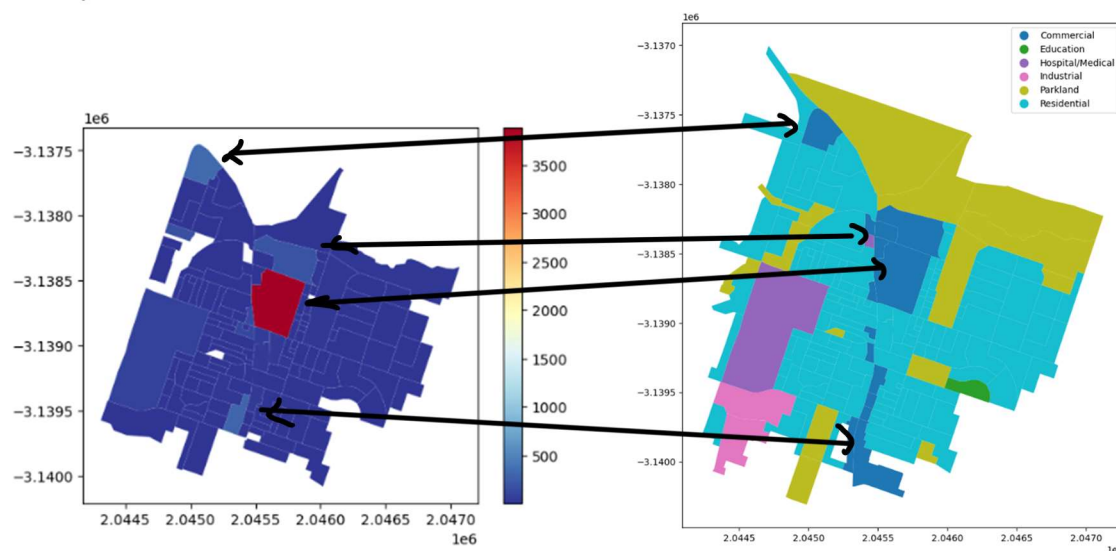 1e6
−3.1375
−3.1380
−3.1385
−3.1390
−3.1395
−3.1400
2.0445 2.0450 2.0455 2.0460 2.0465 2.0470
1e6
3500
3000
2500
2000
1500
1000
500
1e6
−3.1370
−3.1375
−3.1380
−3.1385
−3.1390
−3.1395
−3.1400
2.0445 2.0450 2.0455 2.0460 2.0465 2.0470
Commercial
Education
Hospital/Medical
Industrial
Parkland
Residential